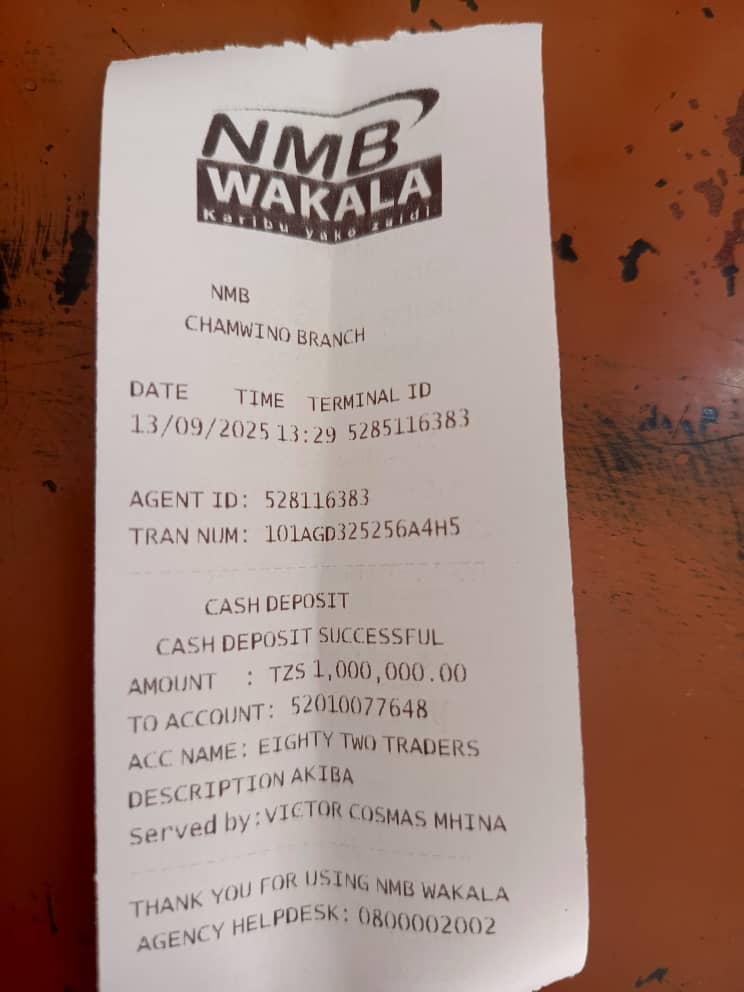 NMB
WAKALA
Karibu yako zaidi
NMB
CHAMWINO BRANCH
DATE TIME TERMINAL ID
13/09/2025 13:29 5285116383
AGENT ID: 528116383
TRAN NUM: 101AGD325256A4H5
CASH DEPOSIT
CASH DEPOSIT SUCCESSFUL
AMOUNT : TZS 1,000,000.00
TO ACCOUNT: 52010077648
ACC NAME: EIGHTY TWO TRADERS
DESCRIPTION AKIBA
Served by:VICTOR COSMAS MHINA
THANK YOU FOR USING NMB WAKALA
AGENCY HELPDESK: 0800002002